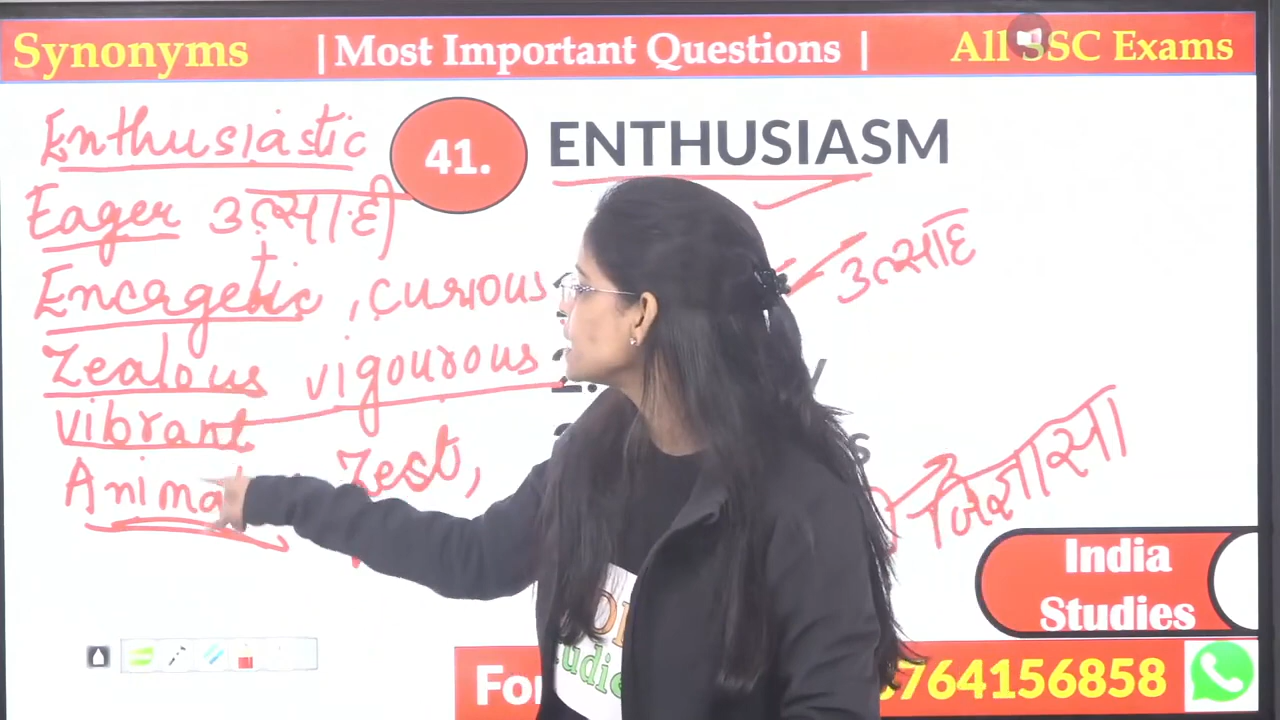 Synonyms | Most Important Questions | All SSC Exams
Enthusiastic
41. ENTHUSIASM
Eager उत्साही
उत्साह
Energetic, curious
Zealous vigourous
vibrant
Zest,
जिज्ञासा
India
Studies
764156858